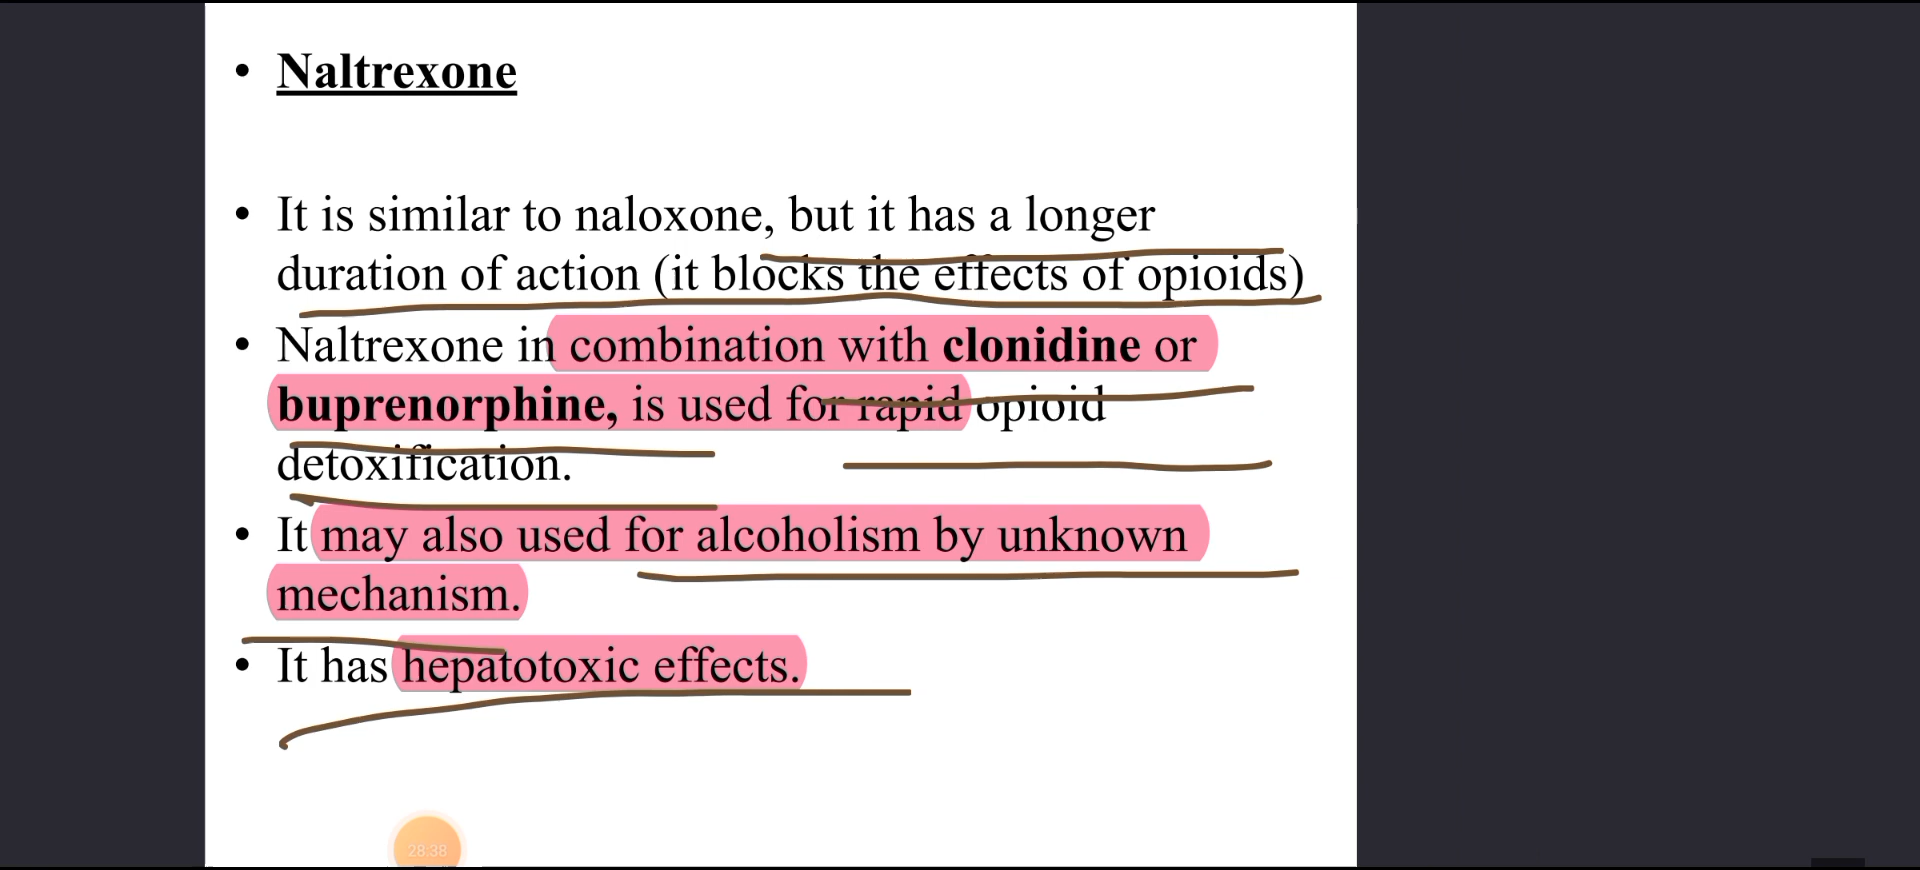 • Naltrexone
• It is similar to naloxone, but it has a longer
duration of action (it blocks the effects of opioids)
• Naltrexone in combination with clonidine or
buprenorphine, is used for rapid opioid
detoxification.
• It may also used for alcoholism by unknown
mechanism.
• It has hepatotoxic effects.
28:38